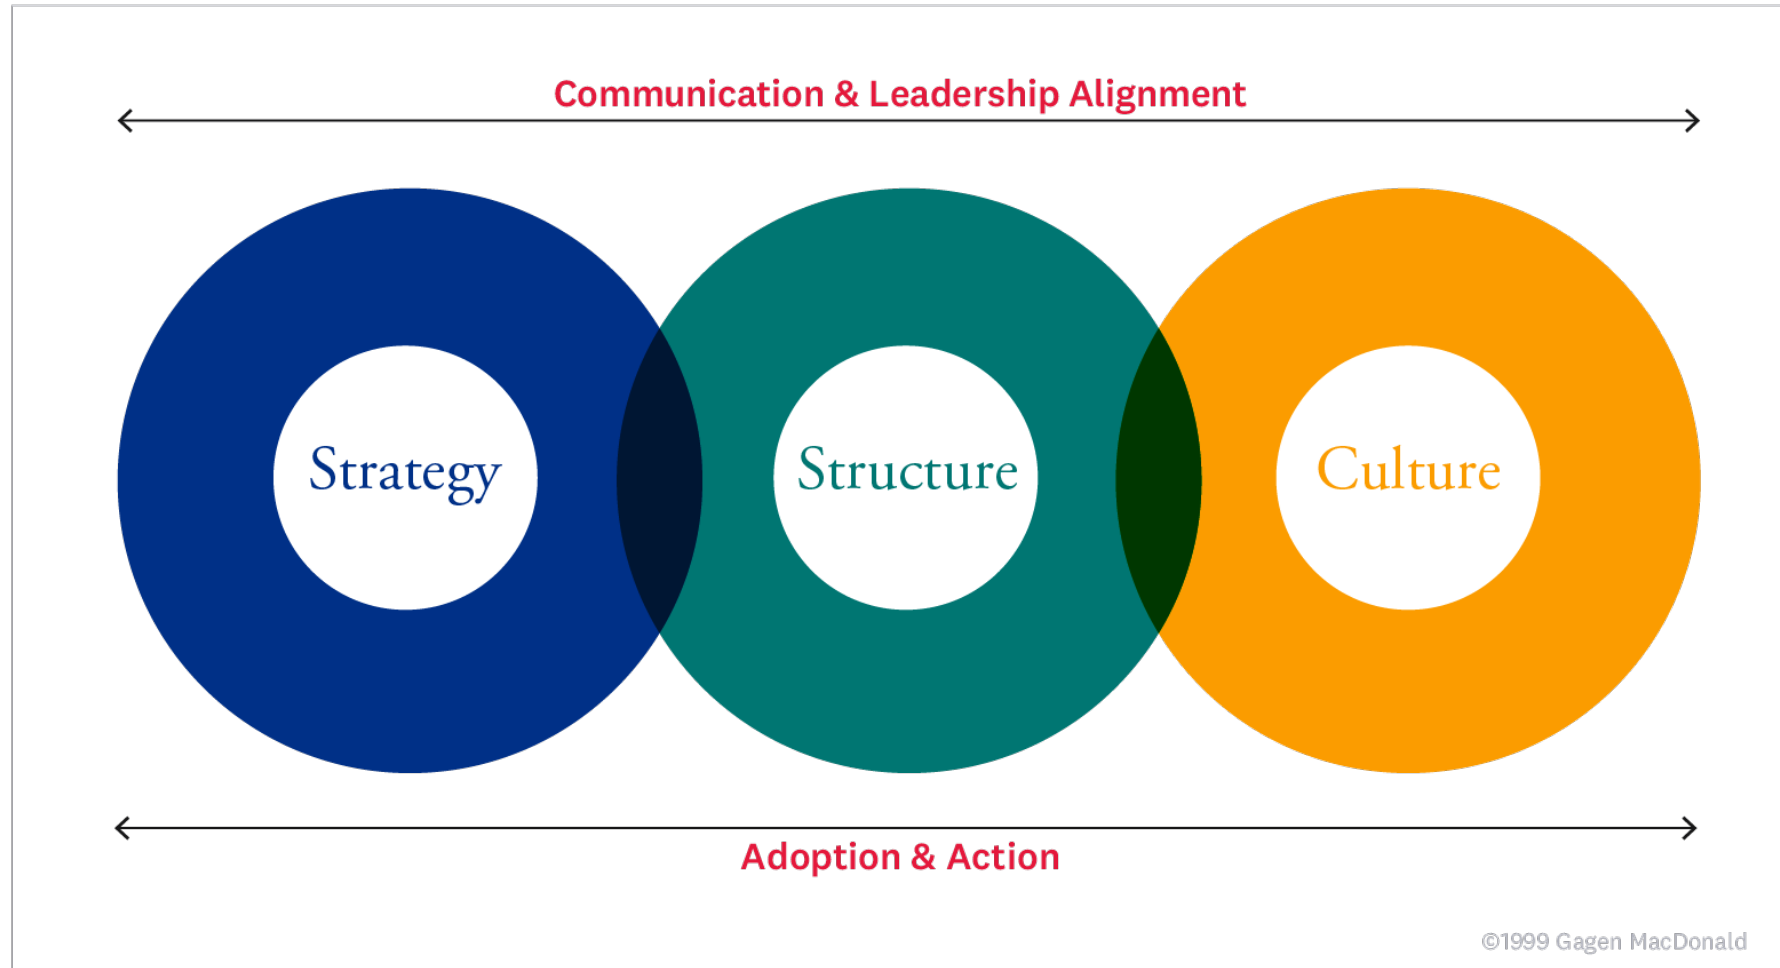 Communication & Leadership Alignment
Strategy
Structure
Culture
Adoption & Action
©1999 Gagen MacDonald